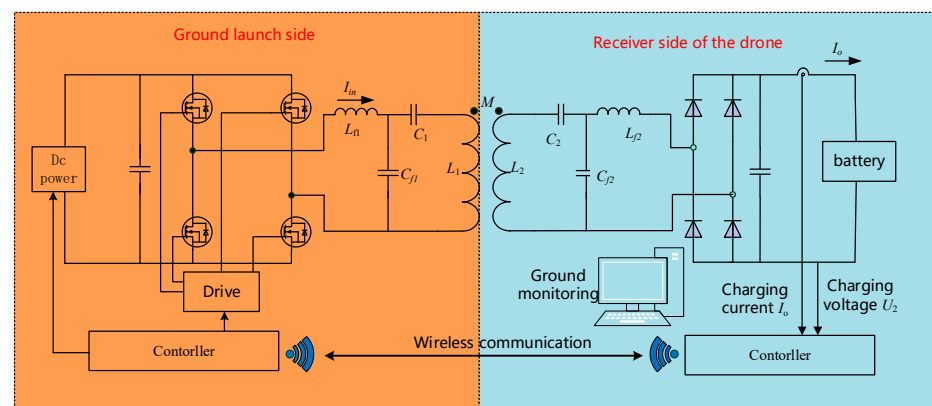 Ground launch side
Receiver side of the drone
I_o
I_in
M
L_f1
C_1
C_2
L_f2
Dc
power
C_f1
L_1
L_2
C_f2
battery
Drive
Ground
monitoring
Charging
current I_o
Charging
voltage U_2
Contorller
Wireless communication
Contorller